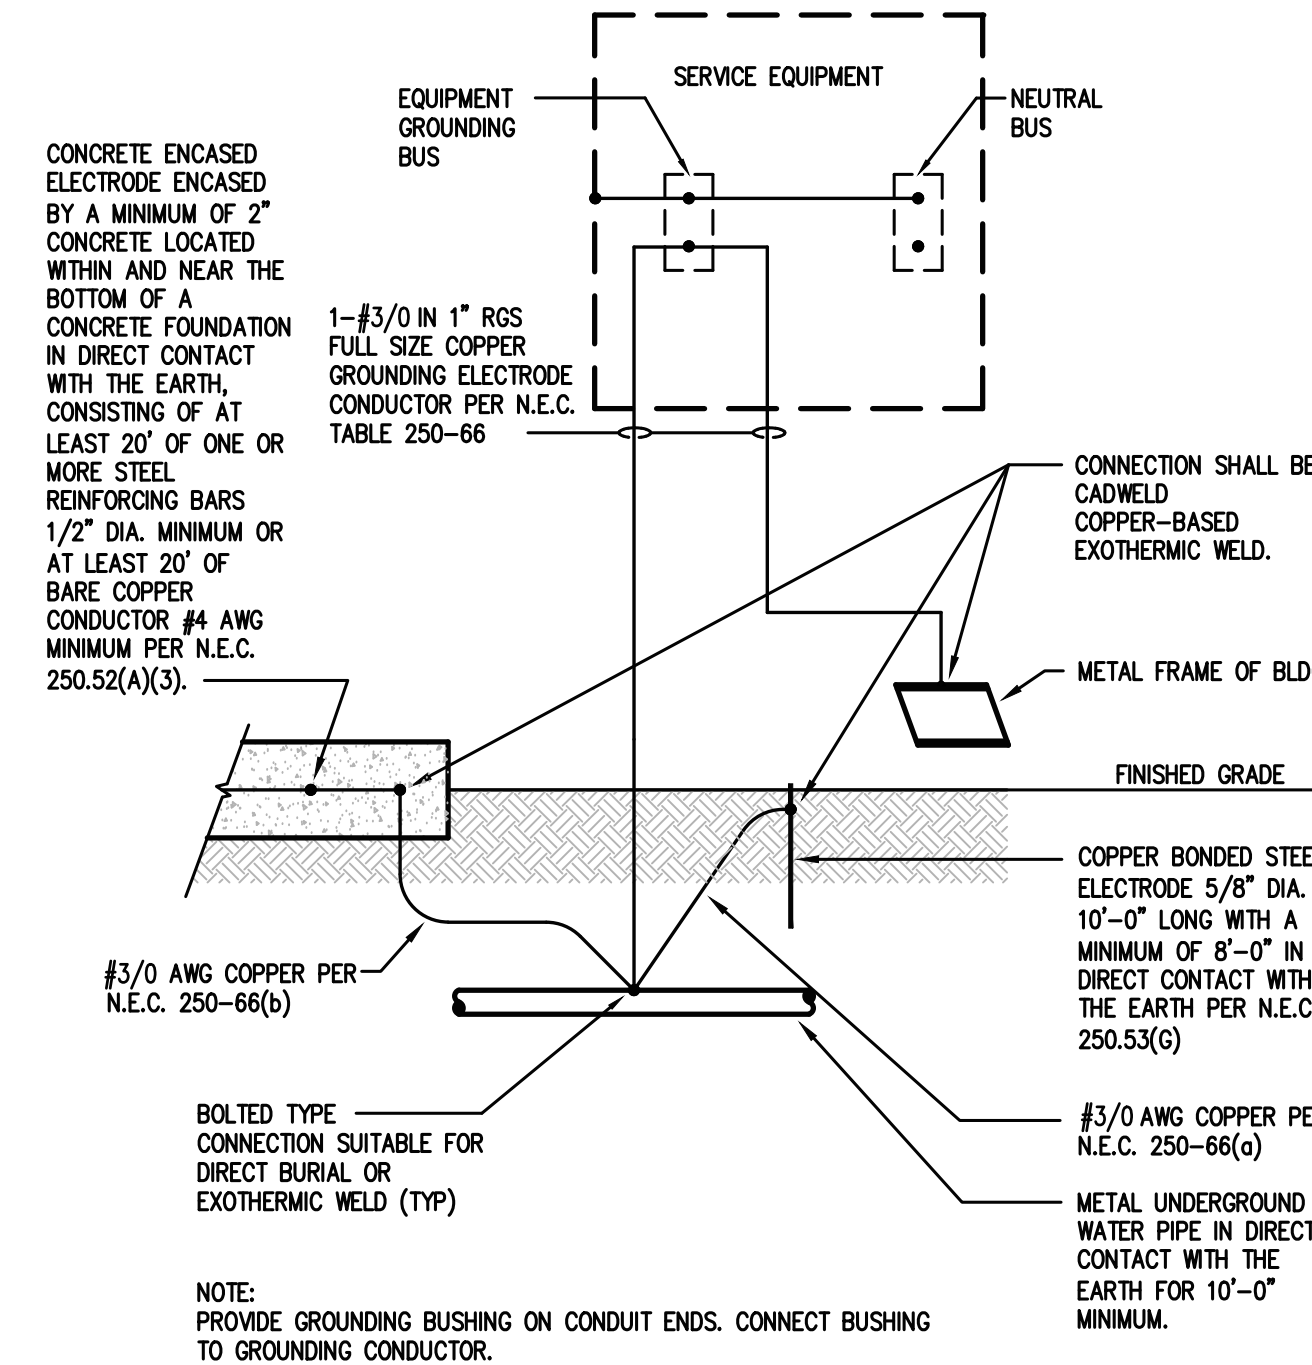 SERVICE EQUIPMENT
EQUIPMENT
GROUNDING
BUS
NEUTRAL
BUS
CONCRETE ENCASED
ELECTRODE ENCASED
BY A MINIMUM OF 2"
CONCRETE LOCATED
WITHIN AND NEAR THE
BOTTOM OF A
CONCRETE FOUNDATION
IN DIRECT CONTACT
WITH THE EARTH,
CONSISTING OF AT
LEAST 20' OF ONE OR
MORE STEEL
REINFORCING BARS
1/2" DIA. MINIMUM OR
AT LEAST 20' OF
BARE COPPER
CONDUCTOR #4 AWG
MINIMUM PER N.E.C.
250.52(A)(3).
1-#3/0 IN 1" RGS
FULL SIZE COPPER
GROUNDING ELECTRODE
CONDUCTOR PER N.E.C.
TABLE 250-66
CONNECTION SHALL BE
CADWELD
COPPER-BASED
EXOTHERMIC WELD.
METAL FRAME OF BLD
FINISHED GRADE
COPPER BONDED STEE
ELECTRODE 5/8" DIA.
10'-0" LONG WITH A
MINIMUM OF 8'-0" IN
DIRECT CONTACT WITH
THE EARTH PER N.E.C
250.53(G)
#3/0 AWG COPPER PER
N.E.C. 250-66(b)
BOLTED TYPE
CONNECTION SUITABLE FOR
DIRECT BURIAL OR
EXOTHERMIC WELD (TYP)
#3/0 AWG COPPER PE
N.E.C. 250-66(a)
METAL UNDERGROUND
WATER PIPE IN DIRECT
CONTACT WITH THE
EARTH FOR 10'-0"
MINIMUM.
NOTE:
PROVIDE GROUNDING BUSHING ON CONDUIT ENDS. CONNECT BUSHING
TO GROUNDING CONDUCTOR.